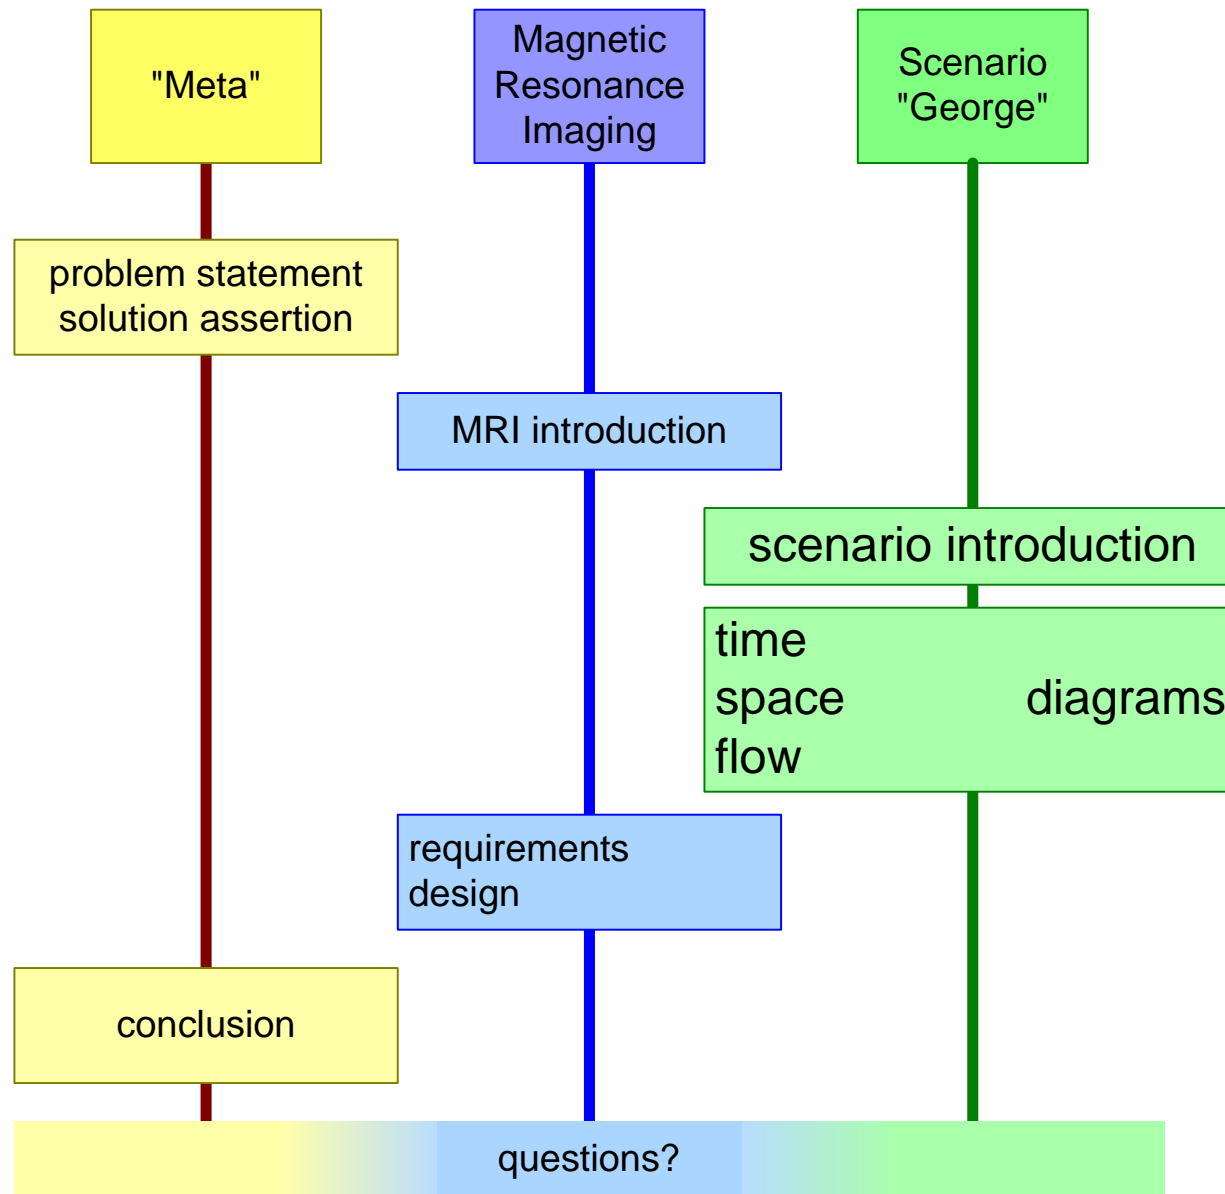 "Meta"
Magnetic
Resonance
Imaging
Scenario
"George"
problem statement
solution assertion
MRI introduction
scenario introduction
time
space diagrams
flow
requirements
design
conclusion
questions?